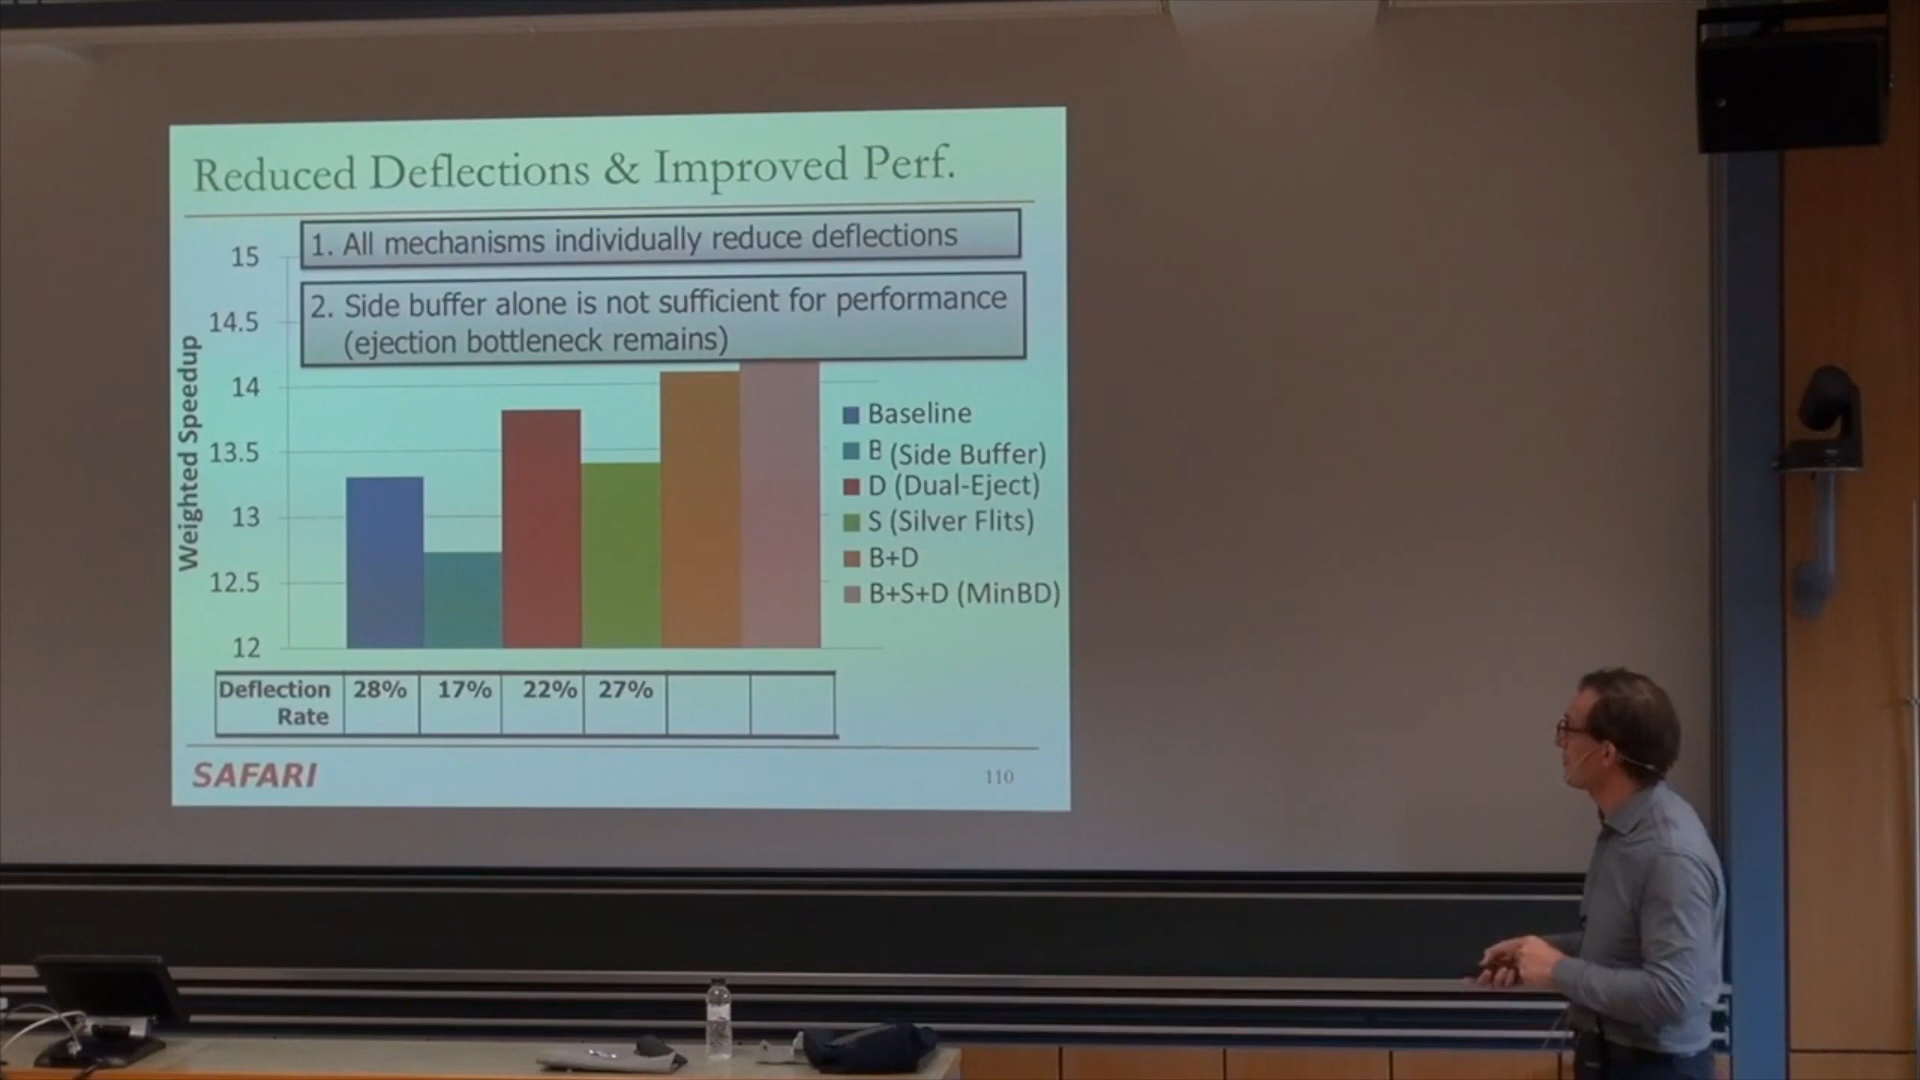 Reduced Deflections & Improved Perf.
1. All mechanisms individually reduce deflections
2. Side buffer alone is not sufficient for performance
(ejection bottleneck remains)
Weighted Speedup
15
14.5
14
13.5
13
12.5
12
Baseline
B (Side Buffer)
D (Dual-Eject)
S (Silver Flits)
B+D
B+S+D (MinBD)
Deflection 28% 17% 22% 27%
Rate
SAFARI
110